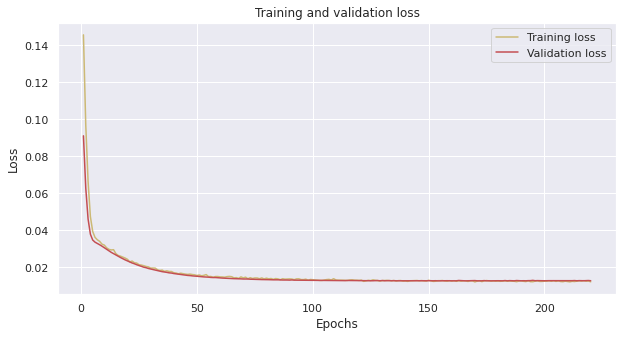 Training and validation loss
Training loss
Validation loss
0.14
0.12
0.10
0.08
0.06
0.04
0.02
Loss
0
50
100
150
200
Epochs